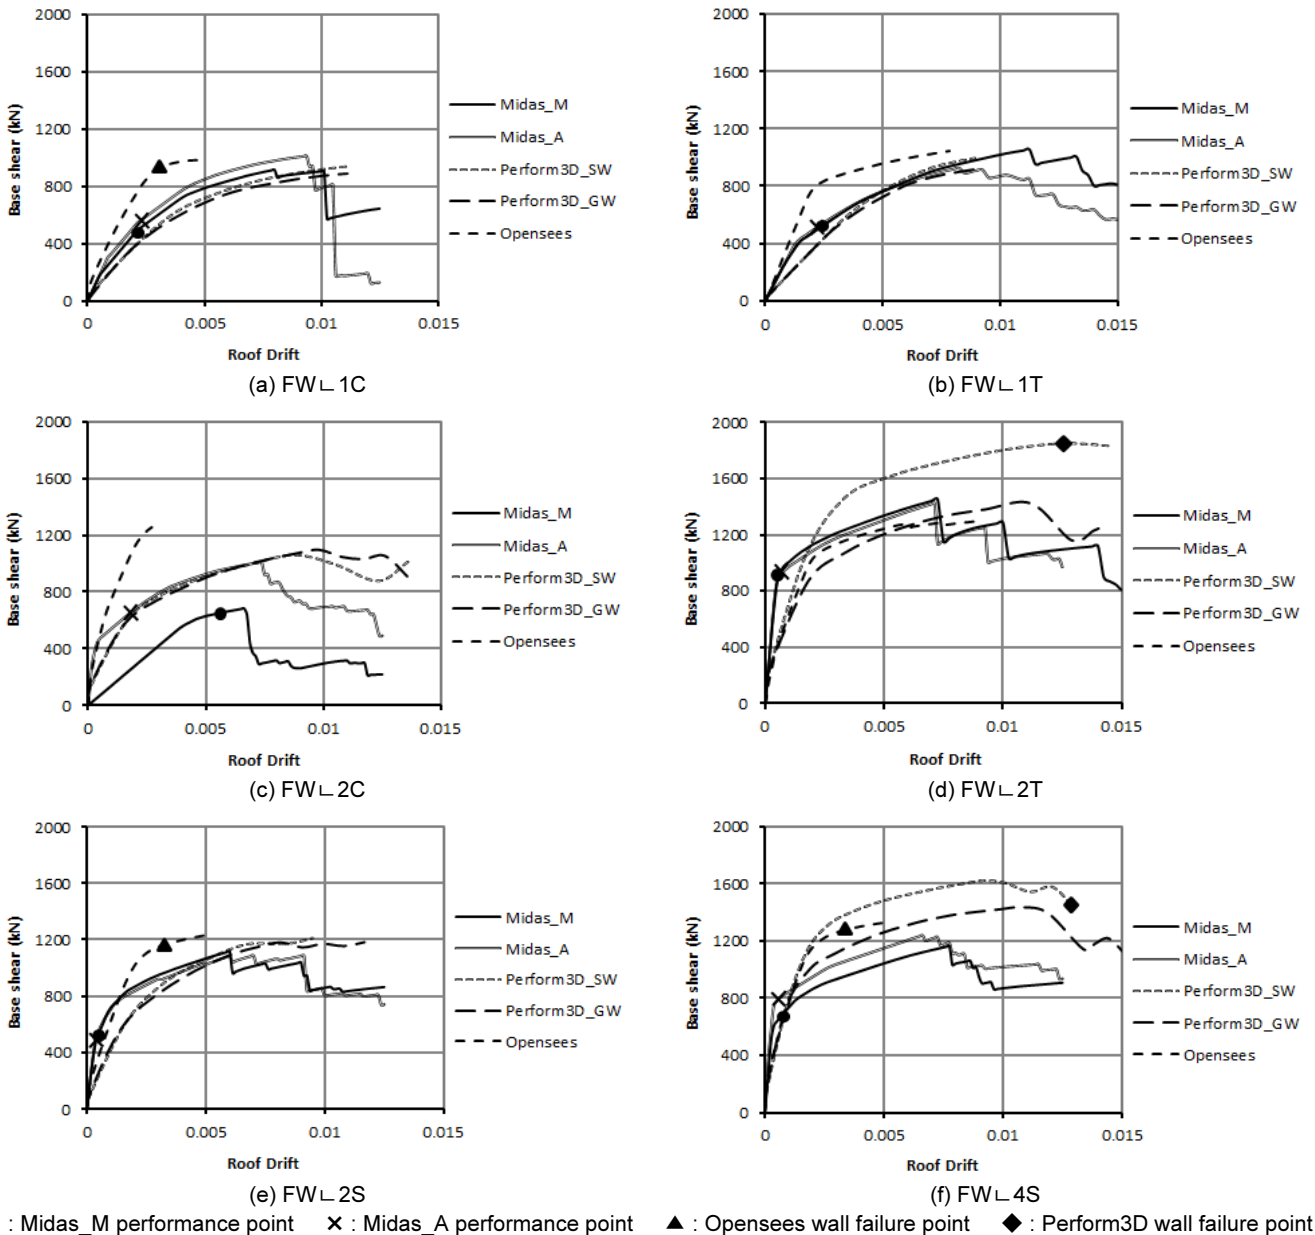 2000
1600
1200
800
400
0
Base shear (kN)
0 0.005 0.01 0.015
Roof Drift
Midas_M
Midas_A
Perform3D_SW
Perform3D_GW
Opensees
(a) FWㄴ1C
2000
1600
1200
800
400
0
Base shear (kN)
0 0.005 0.01 0.015
Roof Drift
Midas_M
Midas_A
Perform3D_SW
Perform3D_GW
Opensees
(b) FWㄴ1T
2000
1600
1200
800
400
0
Base shear (kN)
0 0.005 0.01 0.015
Roof Drift
Midas_M
Midas_A
Perform3D_SW
Perform3D_GW
Opensees
(c) FWㄴ2C
2000
1600
1200
800
400
0
Base shear (kN)
0 0.005 0.01 0.015
Roof Drift
Midas_M
Midas_A
Perform3D_SW
Perform3D_GW
Opensees
(d) FWㄴ2T
2000
1600
1200
800
400
0
Base shear (kN)
0 0.005 0.01 0.015
Roof Drift
Midas_M
Midas_A
Perform3D_SW
Perform3D_GW
Opensees
(e) FWㄴ2S
2000
1600
1200
800
400
0
Base shear (kN)
0 0.005 0.01 0.015
Roof Drift
Midas_M
Midas_A
Perform3D_SW
Perform3D_GW
Opensees
(f) FWㄴ4S
: Midas_M performance point × : Midas_A performance point ▲ : Opensees wall failure point ◆ : Perform3D wall failure point